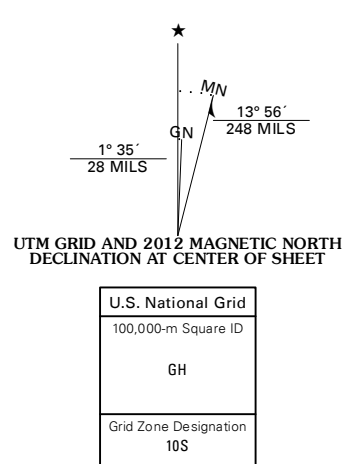 ★
MN
GN
13° 56´
248 MILS
1° 35´
28 MILS
UTM GRID AND 2012 MAGNETIC NORTH
DECLINATION AT CENTER OF SHEET
U.S. National Grid
100,000-m Square ID
GH
Grid Zone Designation
10S